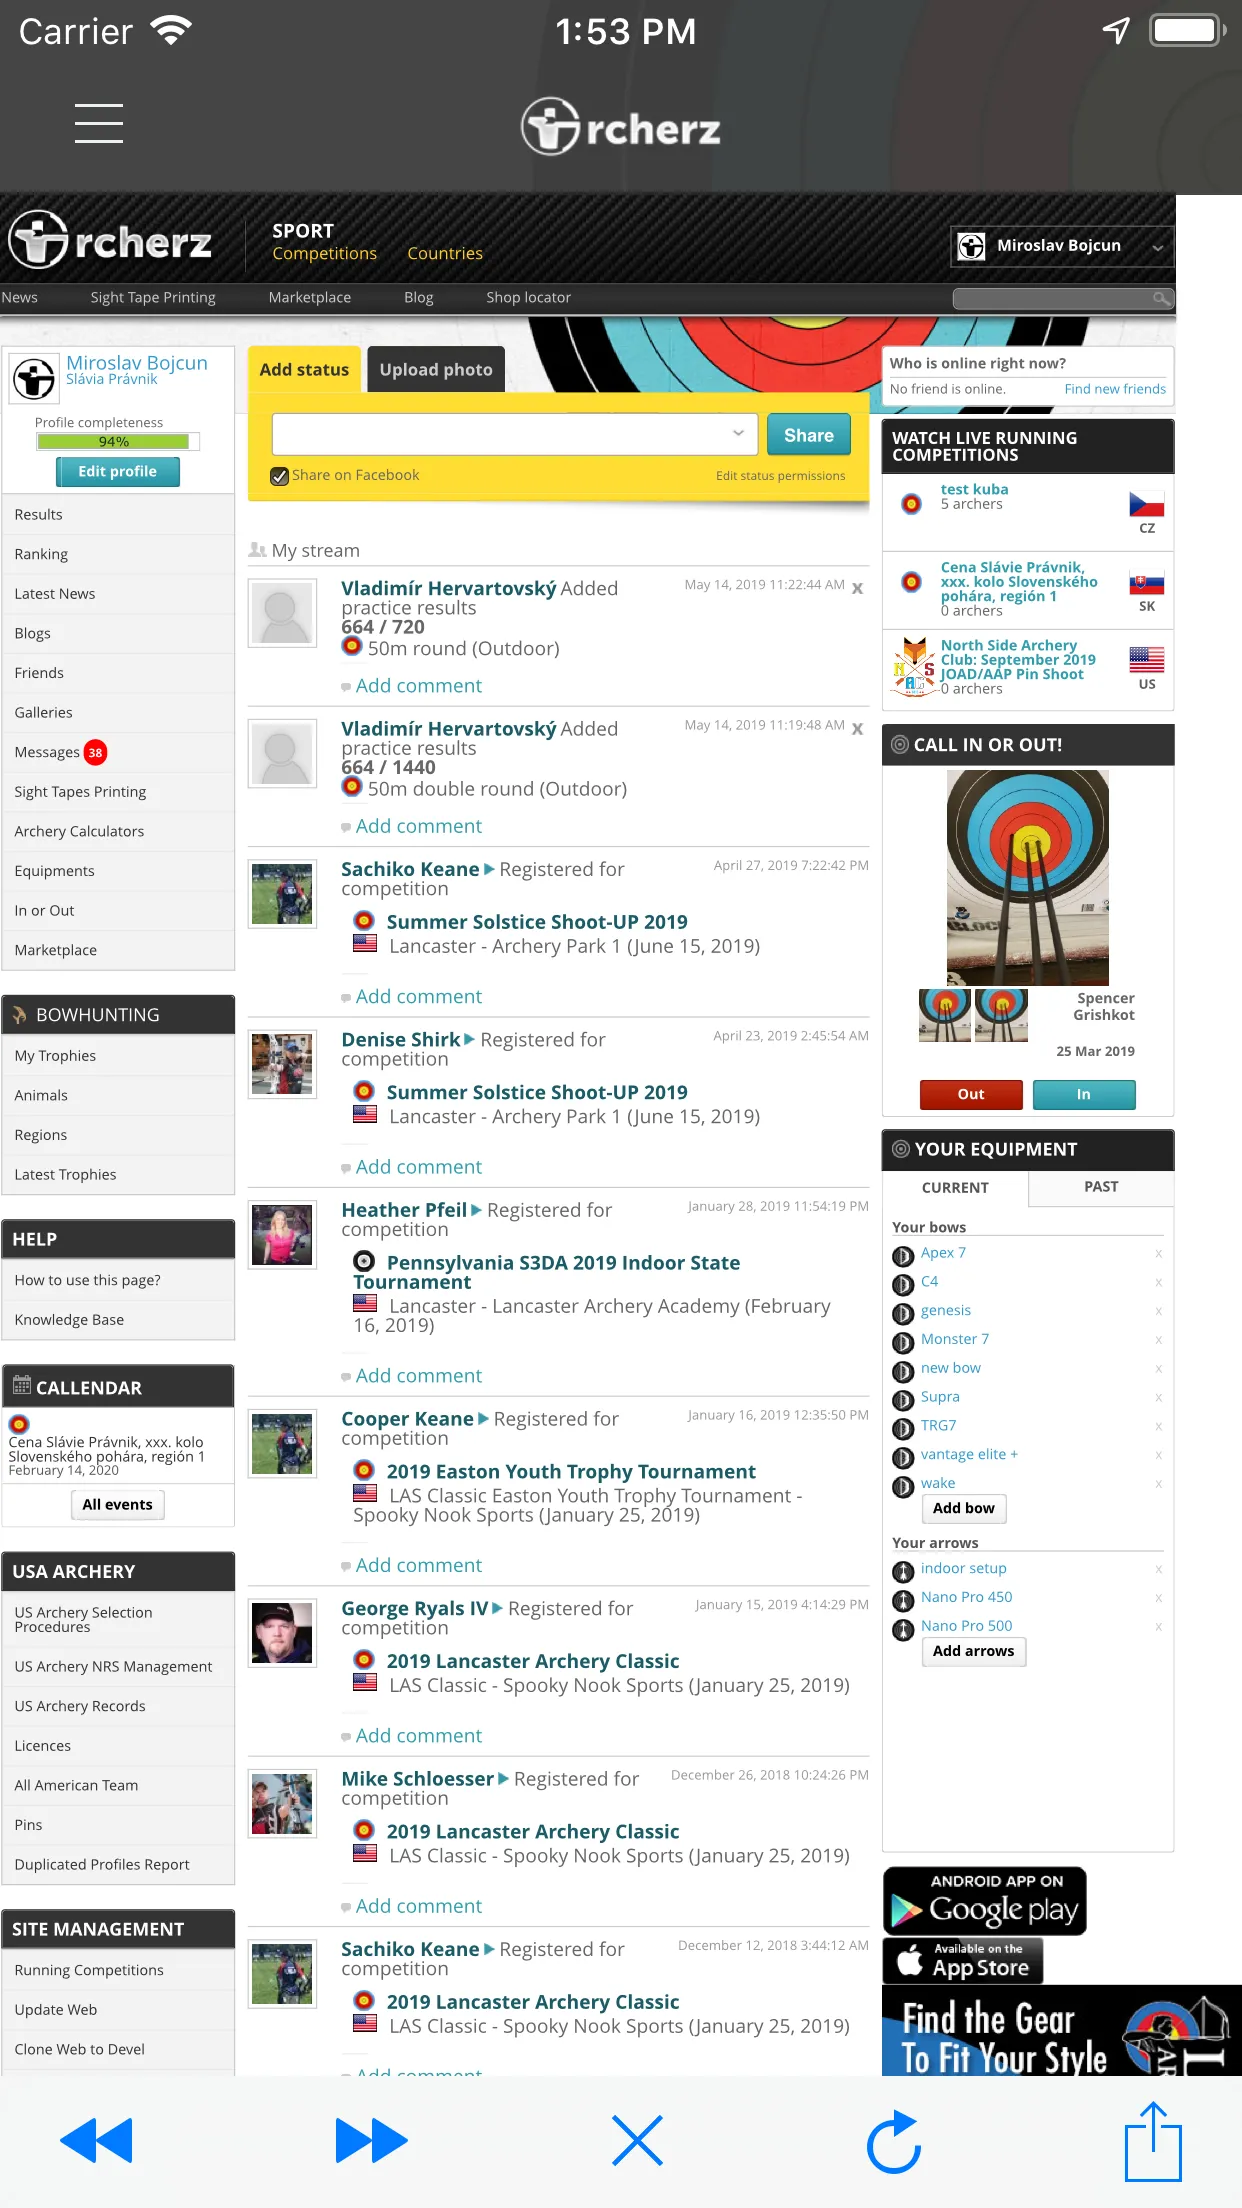 Carrier
1:53 PM
rcherz
rcherz
SPORT
Competitions Countries
Miroslav Bojcun
News Sight Tape Printing Marketplace Blog Shop locator
Miroslav Bojcun
Slávia Právnik
Profile completeness
94%
Edit profile
Results
Ranking
Latest News
Blogs
Friends
Galleries
Messages 38
Sight Tapes Printing
Archery Calculators
Equipments
In or Out
Marketplace
BOWHUNTING
My Trophies
Animals
Regions
Latest Trophies
HELP
How to use this page?
Knowledge Base
CALLENDAR
Cena Slávie Právnik, xxx. kolo
Slovenského pohára, región 1
February 14, 2020
All events
USA ARCHERY
US Archery Selection
Procedures
US Archery NRS Management
US Archery Records
Licences
All American Team
Pins
Duplicated Profiles Report
SITE MANAGEMENT
Running Competitions
Update Web
Clone Web to Devel
Add status Upload photo
Share
Share on Facebook Edit status permissions
My stream
Vladimír Hervartovský Added May 14, 2019 11:22:44 AM x
practice results
664 / 720
50m round (Outdoor)
Add comment
Vladimír Hervartovský Added May 14, 2019 11:19:48 AM x
practice results
664 / 1440
50m double round (Outdoor)
Add comment
Sachiko Keane Registered for April 27, 2019 7:22:42 PM
competition
Summer Solstice Shoot-UP 2019
Lancaster - Archery Park 1 (June 15, 2019)
Add comment
Denise Shirk Registered for April 23, 2019 2:45:54 AM
competition
Summer Solstice Shoot-UP 2019
Lancaster - Archery Park 1 (June 15, 2019)
Add comment
Heather Pfeil Registered for January 28, 2019 11:54:19 PM
competition
Pennsylvania S3DA 2019 Indoor State
Tournament
Lancaster - Lancaster Archery Academy (February
16, 2019)
Add comment
Cooper Keane Registered for January 16, 2019 12:35:50 PM
competition
2019 Easton Youth Trophy Tournament
LAS Classic Easton Youth Trophy Tournament -
Spooky Nook Sports (January 25, 2019)
Add comment
George Ryals IV Registered for January 15, 2019 4:14:29 PM
competition
2019 Lancaster Archery Classic
LAS Classic - Spooky Nook Sports (January 25, 2019)
Add comment
Mike Schloesser Registered for December 26, 2018 10:24:26 PM
competition
2019 Lancaster Archery Classic
LAS Classic - Spooky Nook Sports (January 25, 2019)
Add comment
Sachiko Keane Registered for December 12, 2018 3:44:12 AM
competition
2019 Lancaster Archery Classic
LAS Classic - Spooky Nook Sports (January 25, 2019)
Add comment
Who is online right now?
No friend is online. Find new friends
WATCH LIVE RUNNING
COMPETITIONS
test kuba
5 archers
CZ
Cena Slávie Právnik,
xxx. kolo Slovenského
pohára, región 1
0 archers
SK
North Side Archery
Club: September 2019
JOAD/AAP Pin Shoot
0 archers
US
CALL IN OR OUT!
Spencer
Grishkot
25 Mar 2019
Out In
YOUR EQUIPMENT
CURRENT PAST
Your bows
Apex 7 x
C4 x
genesis x
Monster 7 x
new bow x
Supra x
TRG7 x
vantage elite + x
wake x
Add bow
Your arrows
indoor setup x
Nano Pro 450 x
Nano Pro 500 x
Add arrows
ANDROID APP ON
Google play
Available on the
App Store
Find the Gear
To Fit Your Style